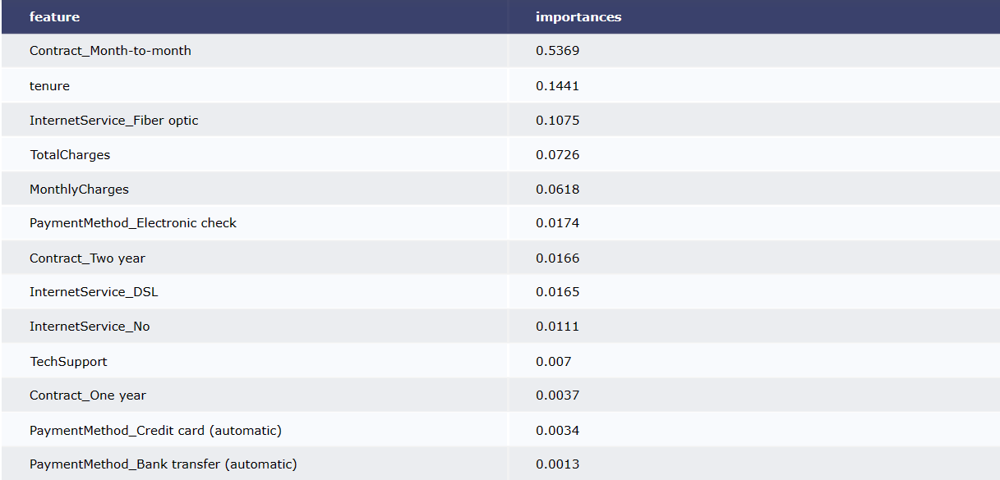 feature importances
Contract_Month-to-month 0.5369
tenure 0.1441
InternetService_Fiber optic 0.1075
TotalCharges 0.0726
MonthlyCharges 0.0618
PaymentMethod_Electronic check 0.0174
Contract_Two year 0.0166
InternetService_DSL 0.0165
InternetService_No 0.0111
TechSupport 0.007
Contract_One year 0.0037
PaymentMethod_Credit card (automatic) 0.0034
PaymentMethod_Bank transfer (automatic) 0.0013